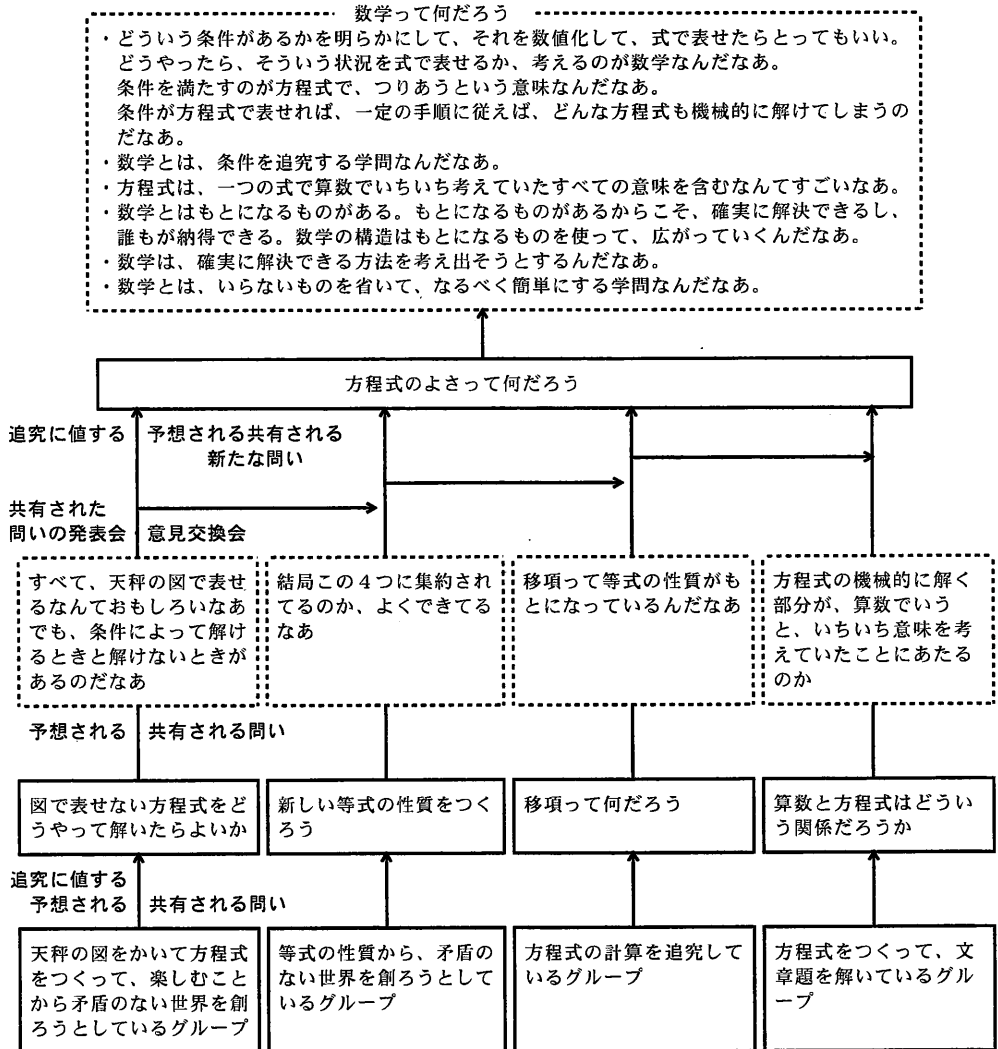 数学って何だろう
・どういう条件があるかを明らかにして、それを数値化して、式で表せたらとってもいい。
どうやったら、そういう状況を式で表せるか、考えるのが数学なんだなあ。
条件を満たすのが方程式で、つりあうという意味なんだなあ。
条件が方程式で表せれば、一定の手順に従えば、どんな方程式も機械的に解けてしまうの
だなあ。
・数学とは、条件を追究する学問なんだなあ。
・方程式は、一つの式で算数でいちいち考えていたすべての意味を含むなんてすごいなあ。
・数学とはもとになるものがある。もとになるものがあるからこそ、確実に解決できるし、
誰もが納得できる。数学の構造はもとになるものを使って、広がっていくんだなあ。
・数学は、確実に解決できる方法を考え出そうとするんだなあ。
・数学とは、いらないものを省いて、なるべく簡単にする学問なんだなあ。
方程式のよさって何だろう
追究に値する 予想される共有される
新たな問い
共有された
問いの発表会 意見交換会
すべて、天秤の図で表せ
るなんておもしろいなあ
でも、条件によって解け
るときと解けないときが
あるのだなあ
結局この4つに集約され
てるのか、よくできてる
なあ
移項って等式の性質がも
とになっているんだなあ
方程式の機械的に解く
部分が、算数でいう
と、いちいち意味を考
えていたことにあたる
のか
予想される 共有される問い
図で表せない方程式をど
うやって解いたらよいか
新しい等式の性質をつく
ろう
移項って何だろう
算数と方程式はどうい
う関係だろうか
追究に値する
予想される 共有される問い
天秤の図をかいて方程式
をつくって、楽しむこと
から矛盾のない世界を創
ろうとしているグループ
等式の性質から、矛盾の
ない世界を創ろうとして
いるグループ
方程式の計算を追究して
いるグループ
方程式をつくって、文
章題を解いているグル
ープ